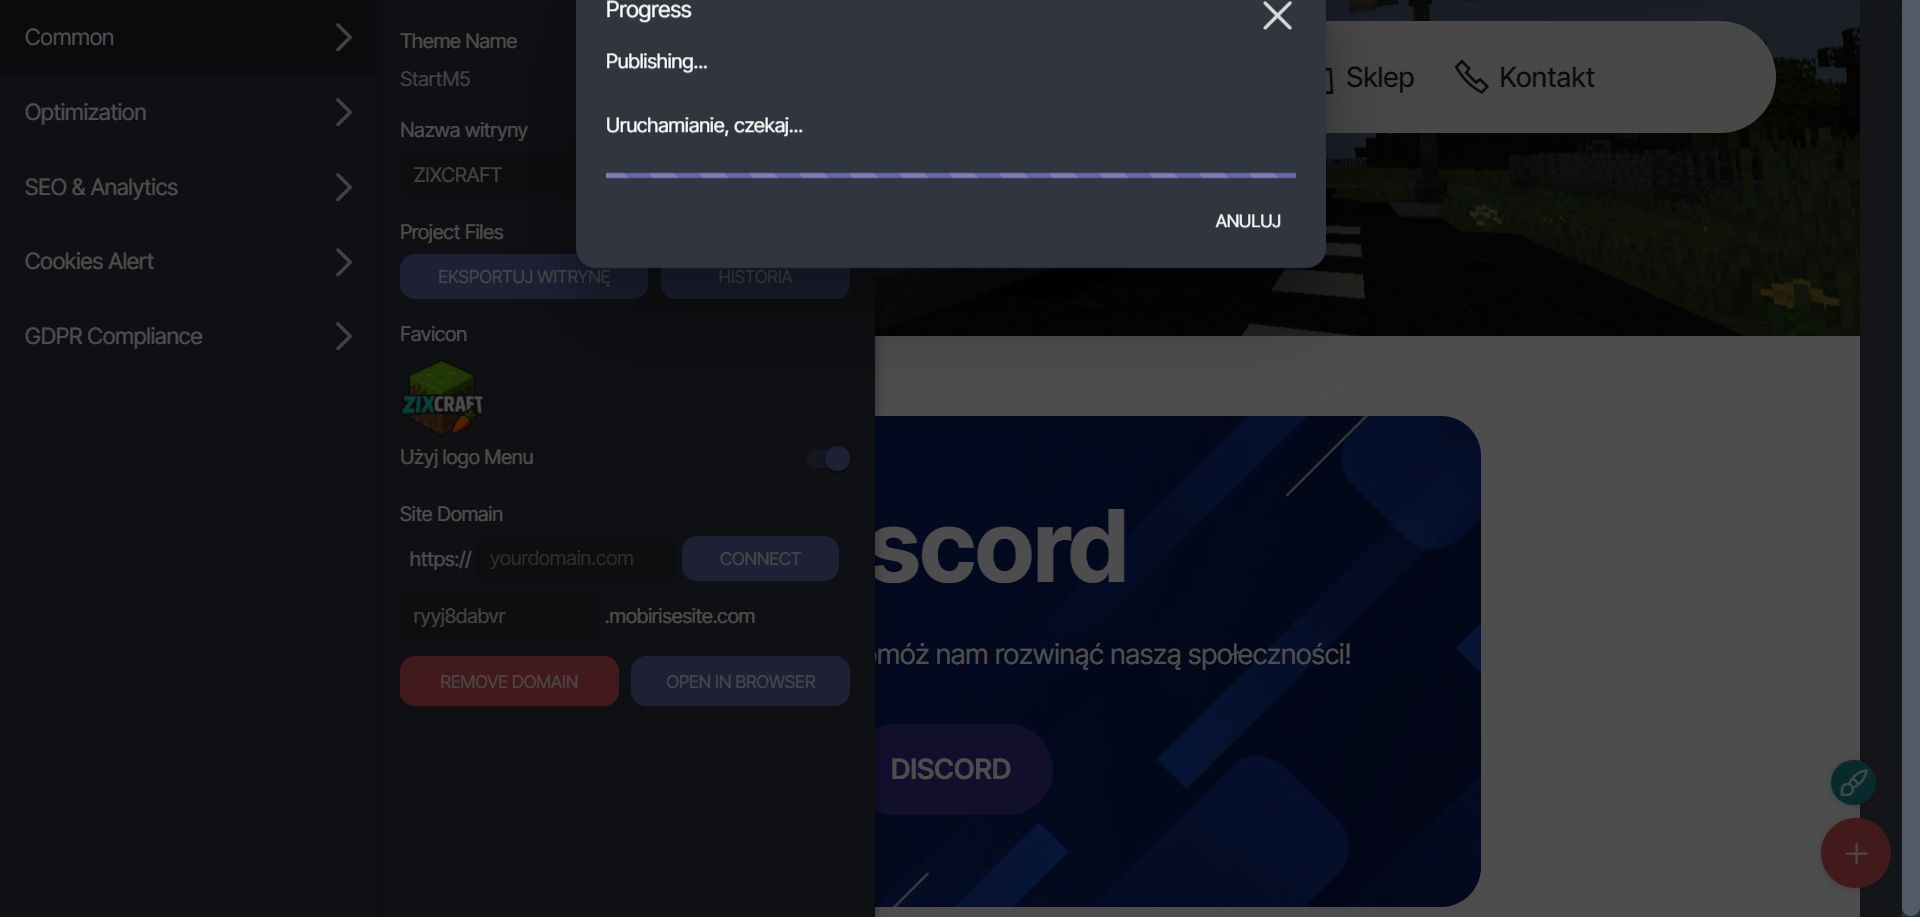 Common
Optimization
SEO & Analytics
Cookies Alert
GDPR Compliance
Theme Name
StartM5
Nazwa witryny
ZIXCRAFT
Project Files
EKSPORTUJ WITRYNĘ
HISTORIA
Favicon
ZIXCRAFT
Użyj logo Menu
Site Domain
https://
yourdomain.com
CONNECT
ryyj8dabvr
.mobirisesite.com
REMOVE DOMAIN
OPEN IN BROWSER
Progress
Publishing...
Uruchamianie, czekaj...
ANULUJ
Sklep
Kontakt
scord
móż nam rozwinąć naszą społeczności!
DISCORD